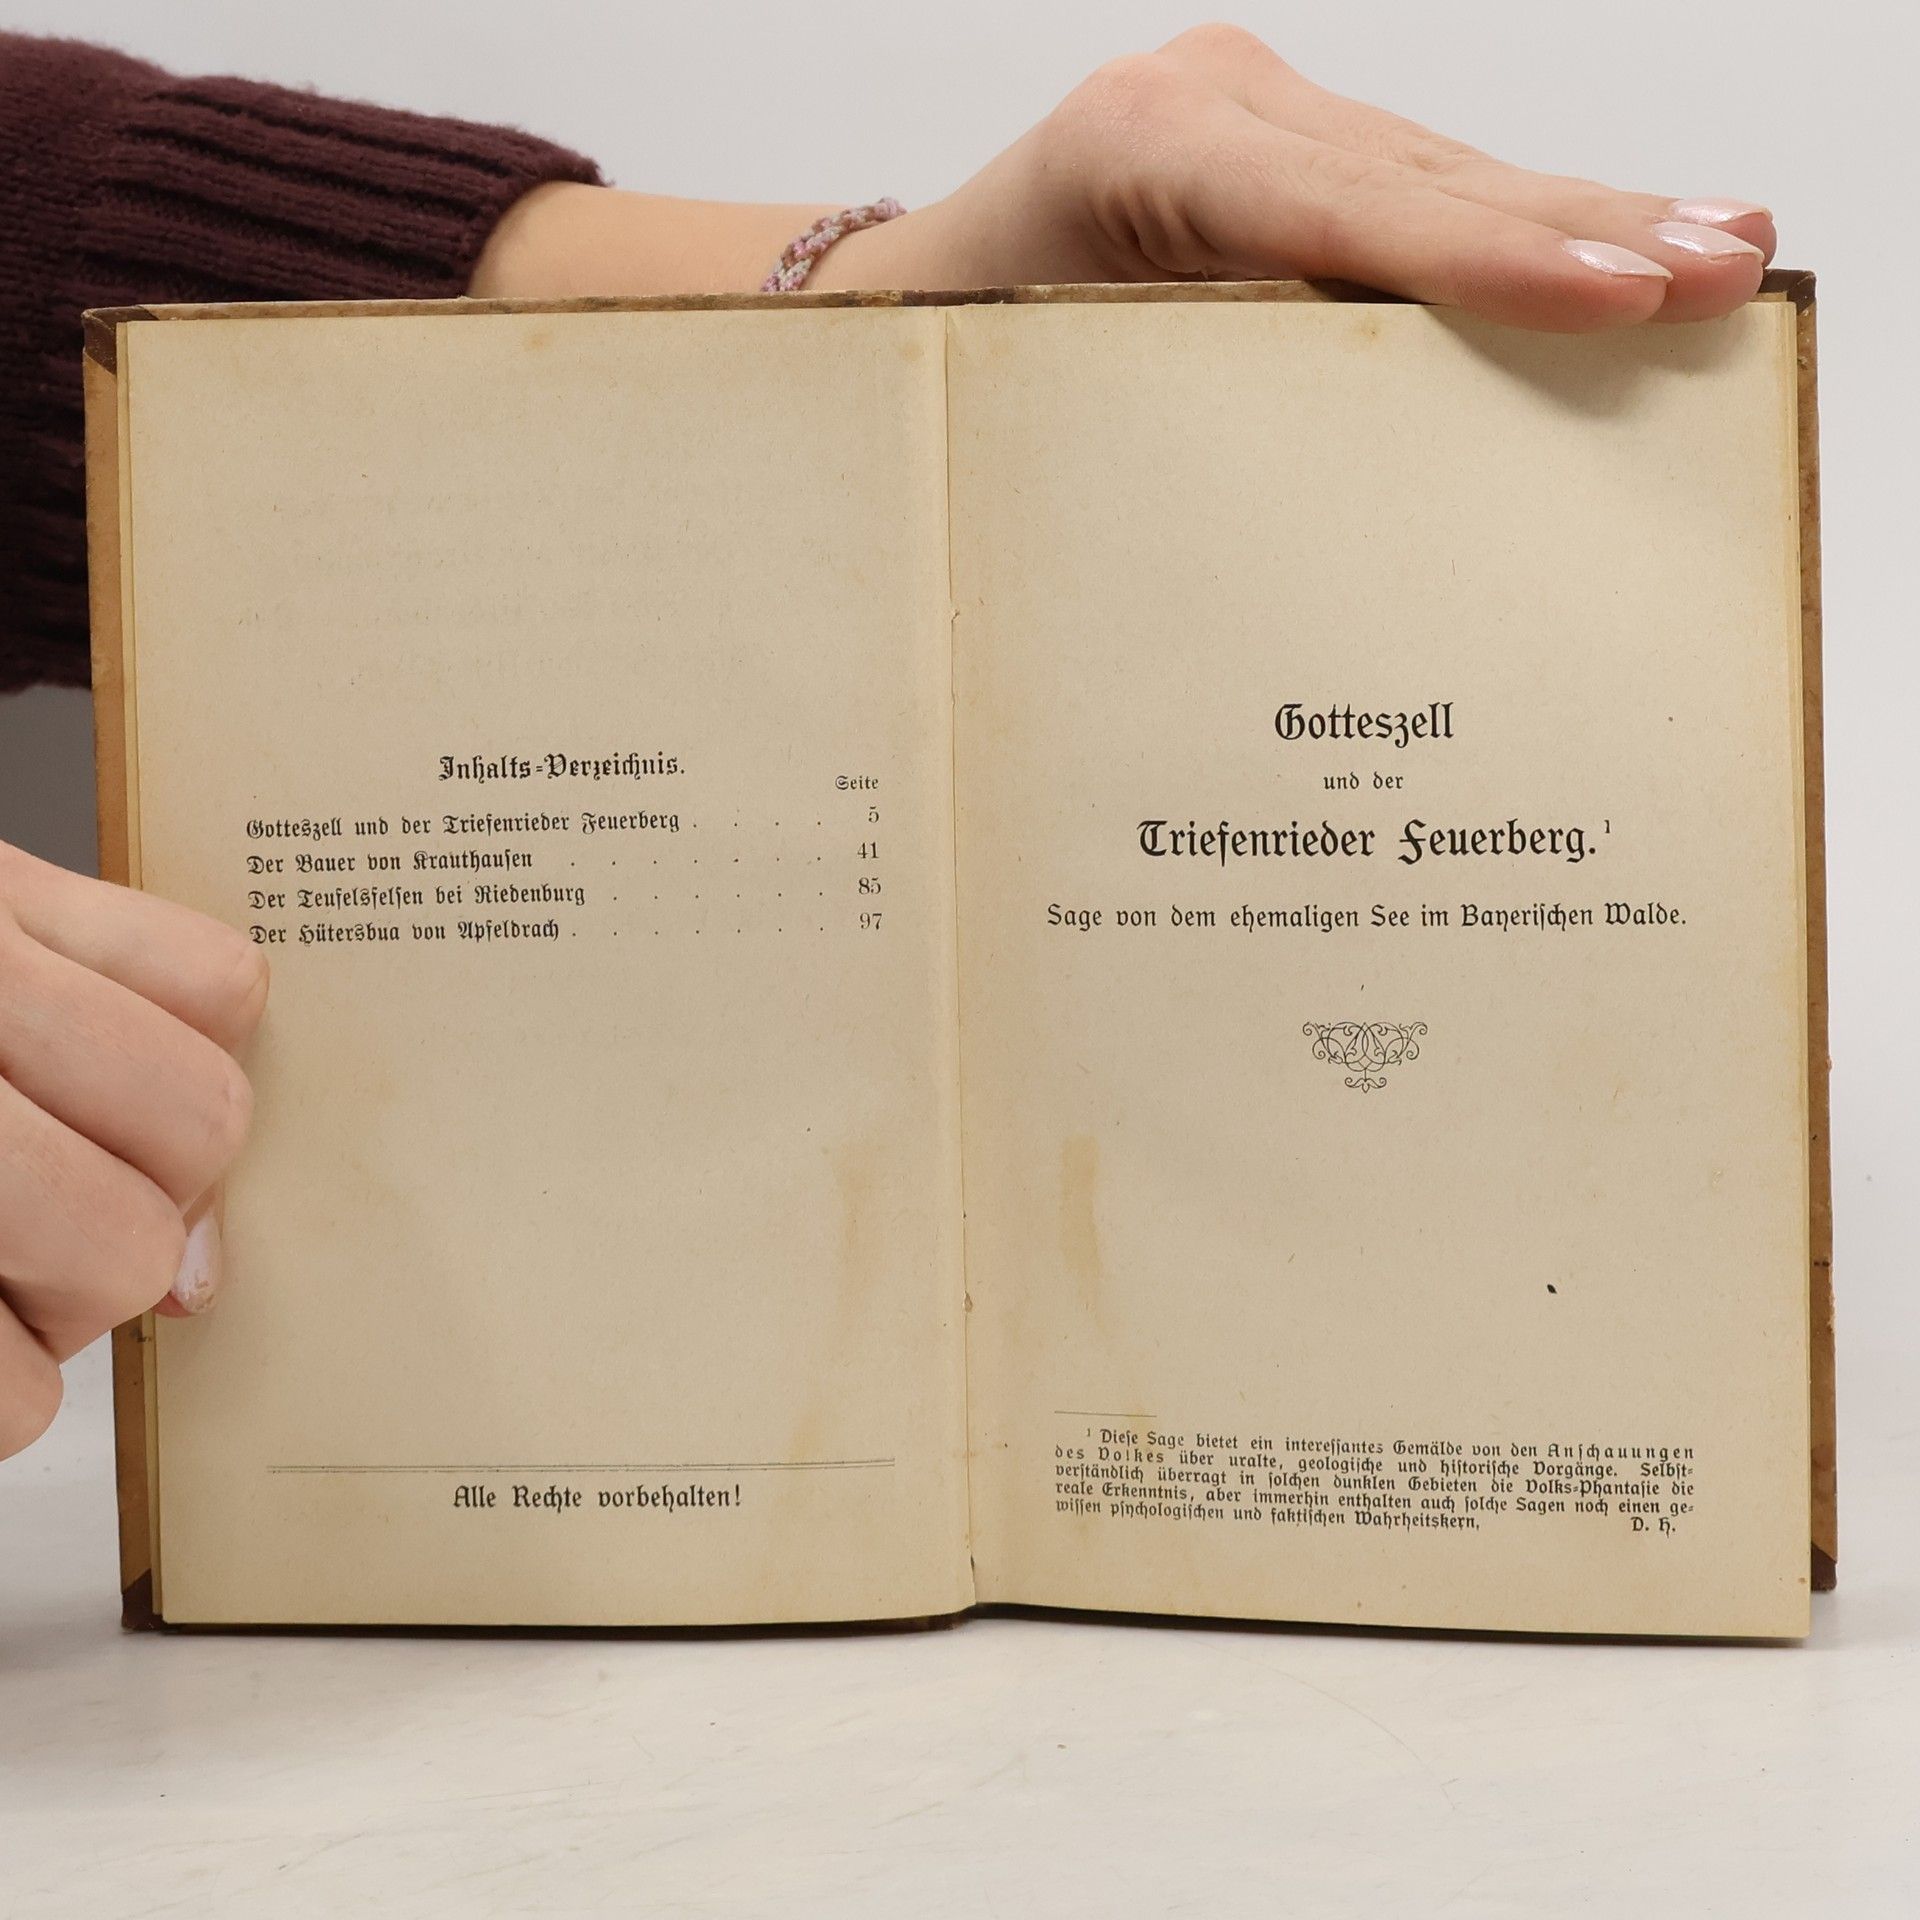 Inhalts-Verzeichnis.
Seite
Gotteszell und der Triefenrieder Feuerberg . . . . 5
Der Bauer von Krauthausen . . . . . . . 41
Der Teufelsfelsen bei Riedenburg . . . . . . 85
Der Hütersbua von Apfeldrach . . . . . . . 97
Alle Rechte vorbehalten!
Gotteszell
und der
Triefenrieder Feuerberg.¹
Sage von dem ehemaligen See im Bayerischen Walde.
¹ Diese Sage bietet ein interessantes Gemälde von den Anschauungen
des Volkes über uralte, geologische und historische Vorgänge. Selbst-
verständlich überragt in solchen dunklen Gebieten die Volks-Phantasie die
reale Erkenntnis, aber immerhin enthalten auch solche Sagen noch einen ge-
wissen psychologischen und faktischen Wahrheitskern,
D. H.